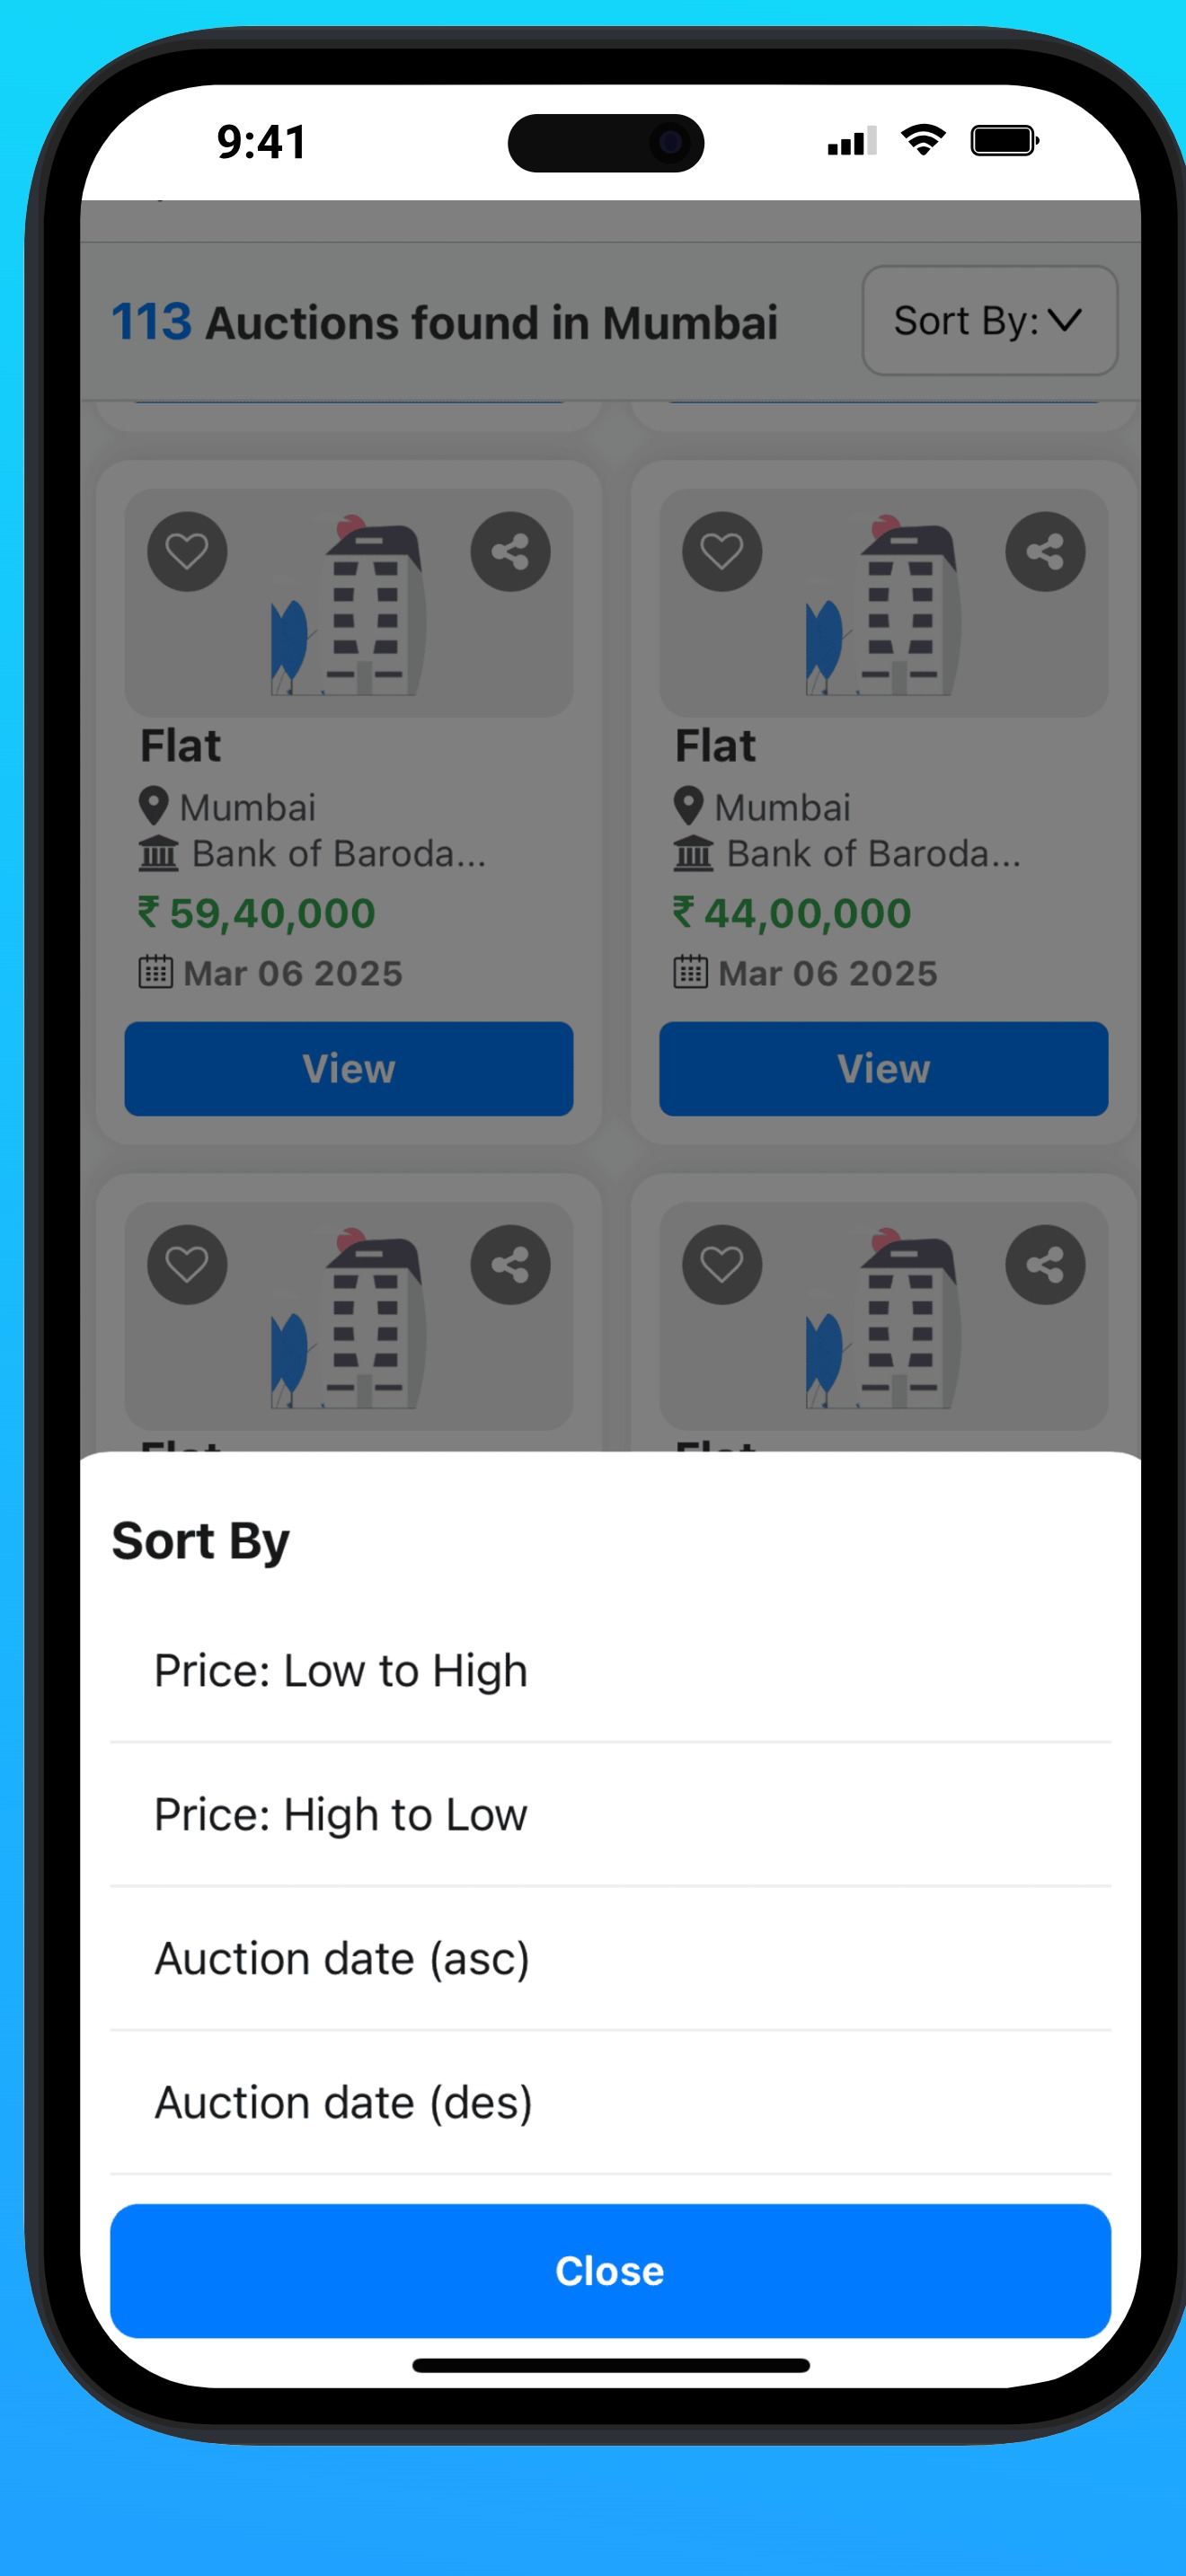 9:41
113 Auctions found in Mumbai
Sort By:
Flat
Mumbai
Bank of Baroda...
₹ 59,40,000
Mar 06 2025
View
Flat
Mumbai
Bank of Baroda...
₹ 44,00,000
Mar 06 2025
View
Flat
Flat
Sort By
Price: Low to High
Price: High to Low
Auction date (asc)
Auction date (des)
Close